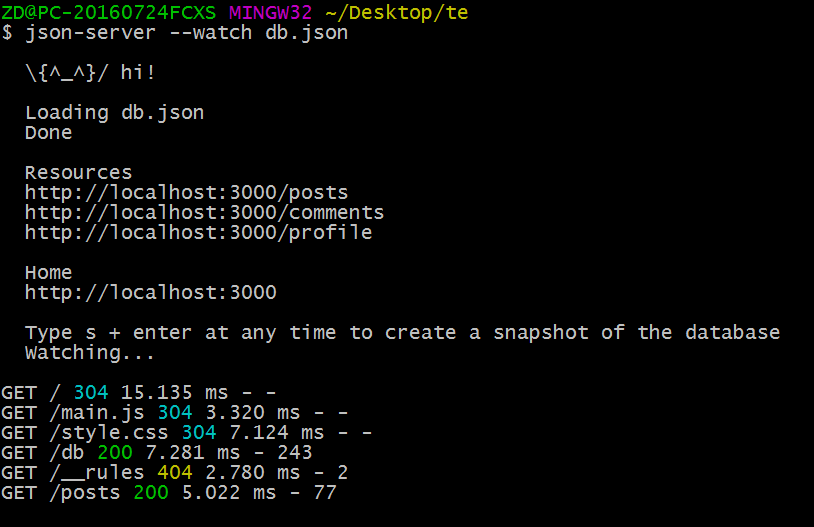 ZD@PC-20160724FCXS MINGW32 ~/Desktop/te
$ json-server --watch db.json
\{^_^}/ hi!
Loading db.json
Done
Resources
http://localhost:3000/posts
http://localhost:3000/comments
http://localhost:3000/profile
Home
http://localhost:3000
Type s + enter at any time to create a snapshot of the database
Watching...
GET / 304 15.135 ms - -
GET /main.js 304 3.320 ms - -
GET /style.css 304 7.124 ms - -
GET /db 200 7.281 ms - 243
GET /__rules 404 2.780 ms - 2
GET /posts 200 5.022 ms - 77